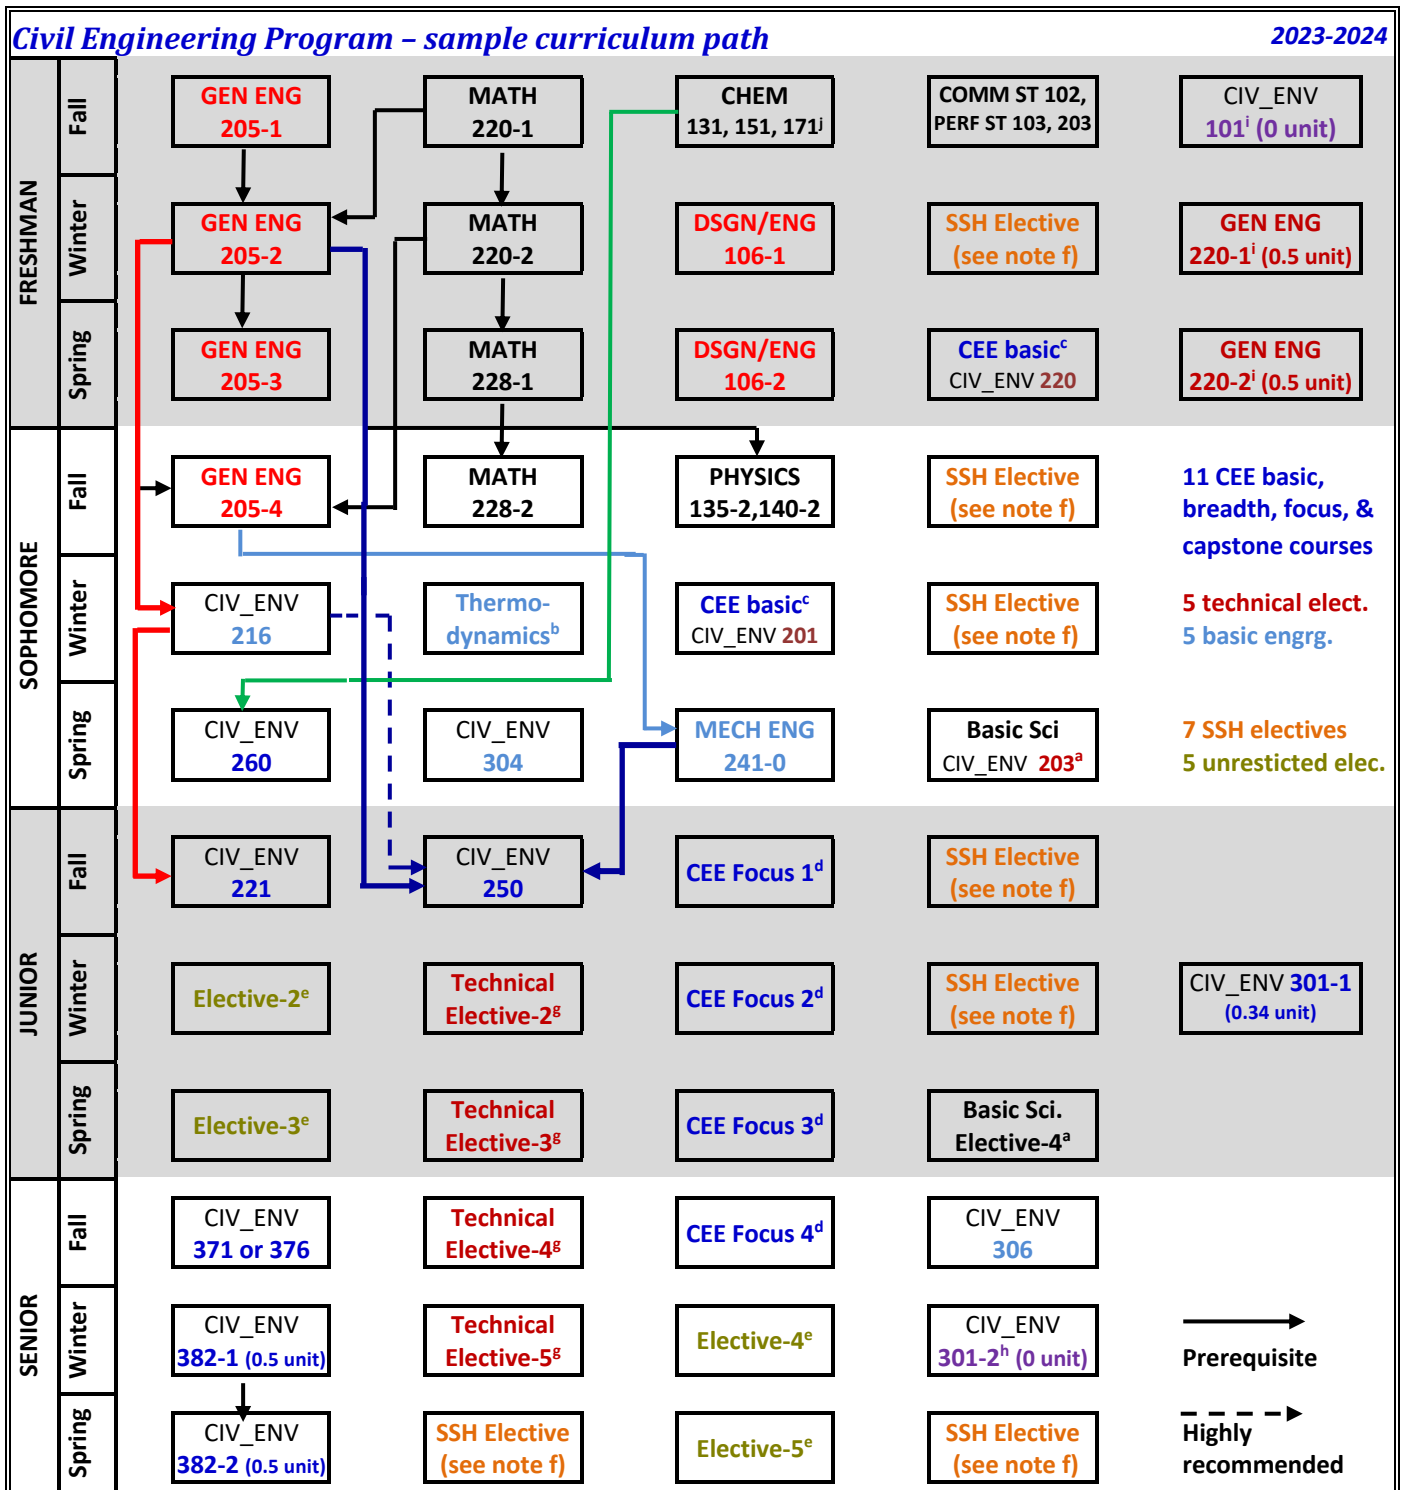 Civil Engineering Program – sample curriculum path
2023-2024
FRESHMAN
Fall
GEN ENG
205-1
MATH
220-1
CHEM
131, 151, 171j
COMM ST 102,
PERF ST 103, 203
CIV_ENV
101i (0 unit)
Winter
GEN ENG
205-2
MATH
220-2
DSGN/ENG
106-1
SSH Elective
(see note f)
GEN ENG
220-1i (0.5 unit)
Spring
GEN ENG
205-3
MATH
228-1
DSGN/ENG
106-2
CEE basicc
CIV_ENV 220
GEN ENG
220-2i (0.5 unit)
SOPHOMORE
Fall
GEN ENG
205-4
MATH
228-2
PHYSICS
135-2,140-2
SSH Elective
(see note f)
11 CEE basic,
breadth, focus, &
capstone courses
Winter
CIV_ENV
216
Thermo-
dynamicsb
CEE basicc
CIV_ENV 201
SSH Elective
(see note f)
5 technical elect.
5 basic engrg.
Spring
CIV_ENV
260
CIV_ENV
304
MECH ENG
241-0
Basic Sci
CIV_ENV 203a
7 SSH electives
5 unresticted elec.
JUNIOR
Fall
CIV_ENV
221
CIV_ENV
250
CEE Focus 1d
SSH Elective
(see note f)
Winter
Elective-2e
Technical
Elective-2g
CEE Focus 2d
SSH Elective
(see note f)
CIV_ENV 301-1
(0.34 unit)
Spring
Elective-3e
Technical
Elective-3g
CEE Focus 3d
Basic Sci.
Elective-4a
SENIOR
Fall
CIV_ENV
371 or 376
Technical
Elective-4g
CEE Focus 4d
CIV_ENV
306
Winter
CIV_ENV
382-1 (0.5 unit)
Technical
Elective-5g
Elective-4e
CIV_ENV
301-2h (0 unit)
Prerequisite
Spring
CIV_ENV
382-2 (0.5 unit)
SSH Elective
(see note f)
Elective-5e
SSH Elective
(see note f)
Highly
recommended